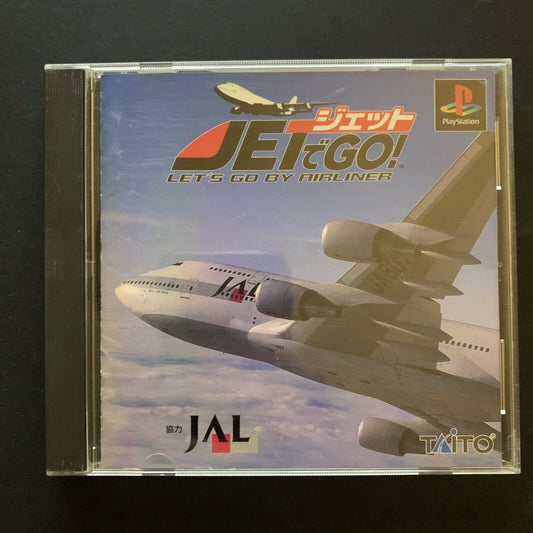 ジェット
JETでGO!
LET'S GO BY AIRLINER
PlayStation
JAL
協力 JAL
TAITO